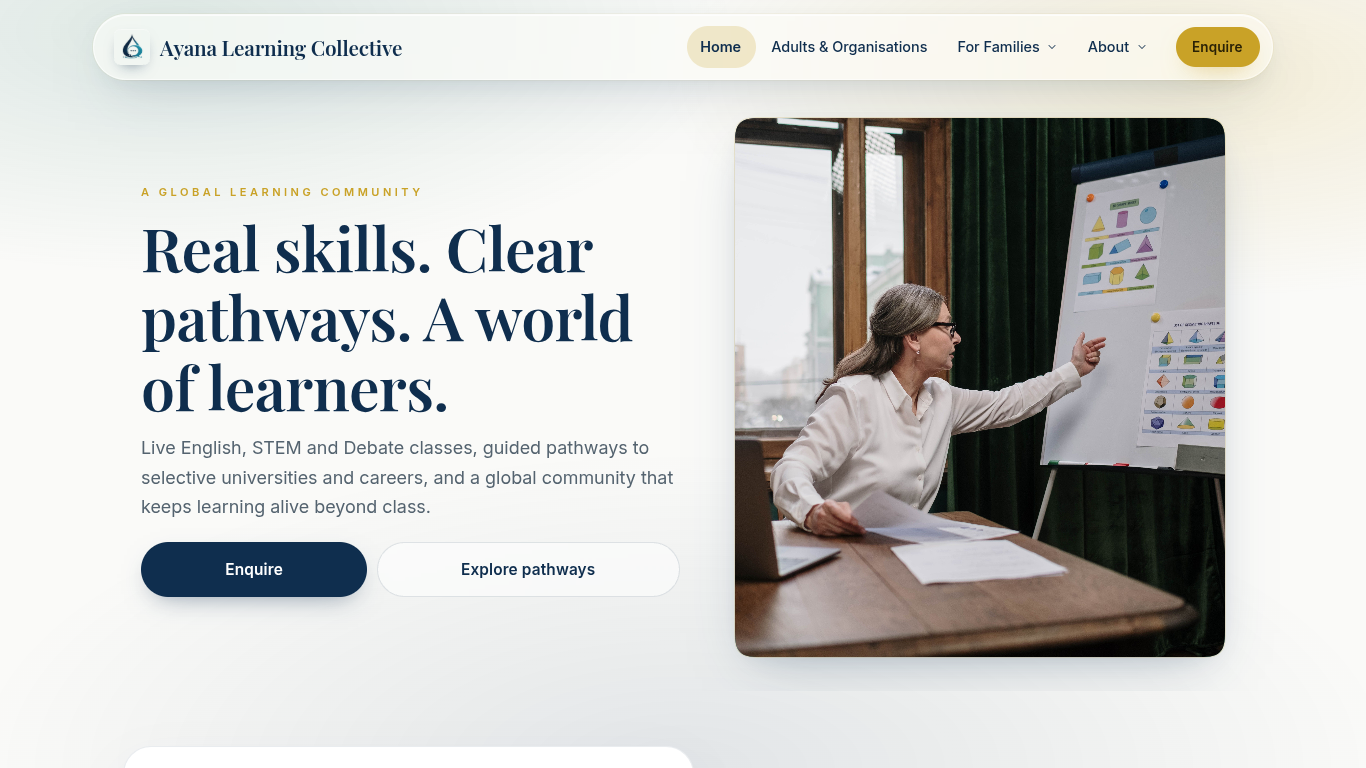 Ayana Learning Collective
Home
Adults & Organisations
For Families
About
Enquire
A GLOBAL LEARNING COMMUNITY
Real skills. Clear
pathways. A world
of learners.
Live English, STEM and Debate classes, guided pathways to
selective universities and careers, and a global community that
keeps learning alive beyond class.
Enquire
Explore pathways